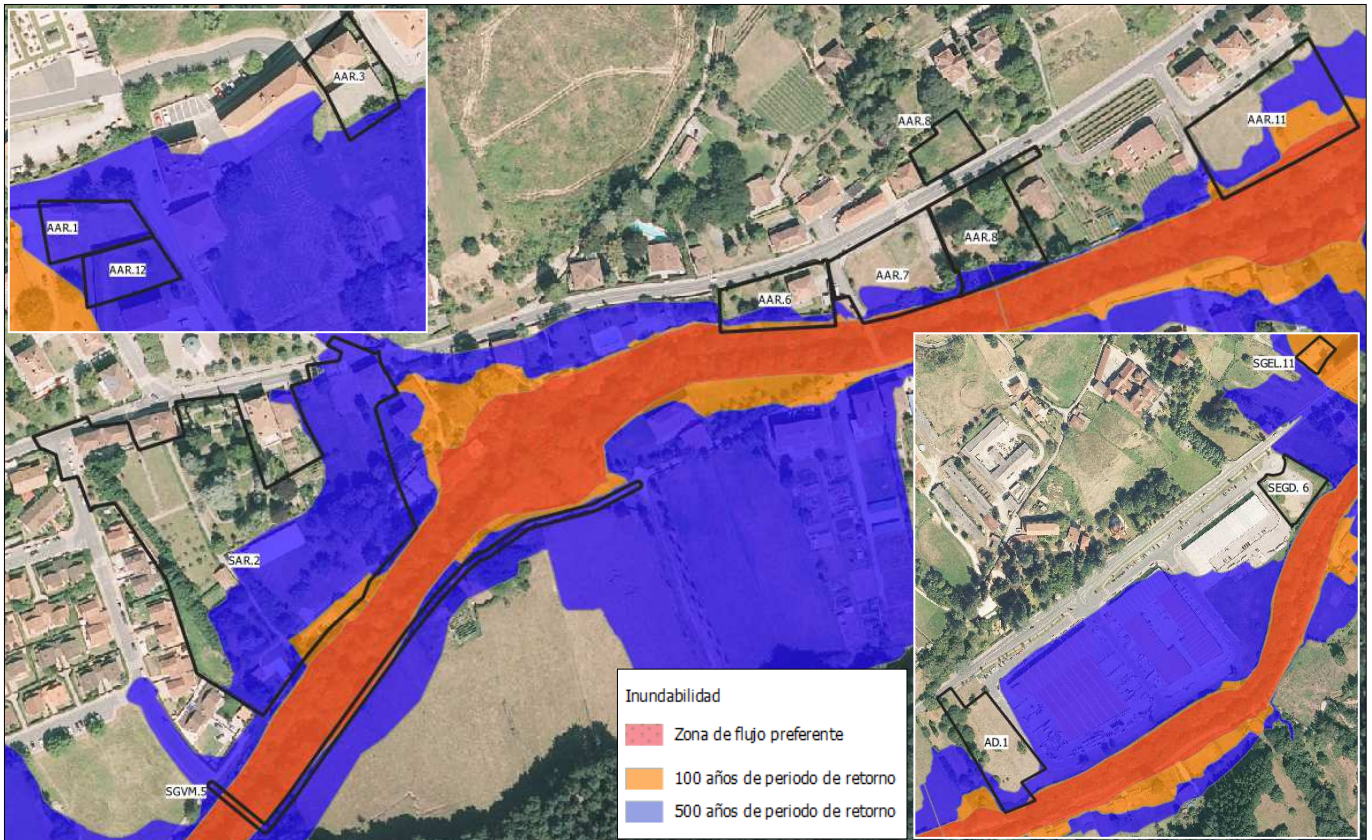 AAR.3
AAR.1
AAR.12
AAR.8
AAR.11
AAR.8
AAR.7
AAR.6
SGEL.11
SEGD. 6
SAR.2
AD.1
SGVM.5
Inundabilidad
Zona de flujo preferente
100 años de periodo de retorno
500 años de periodo de retorno